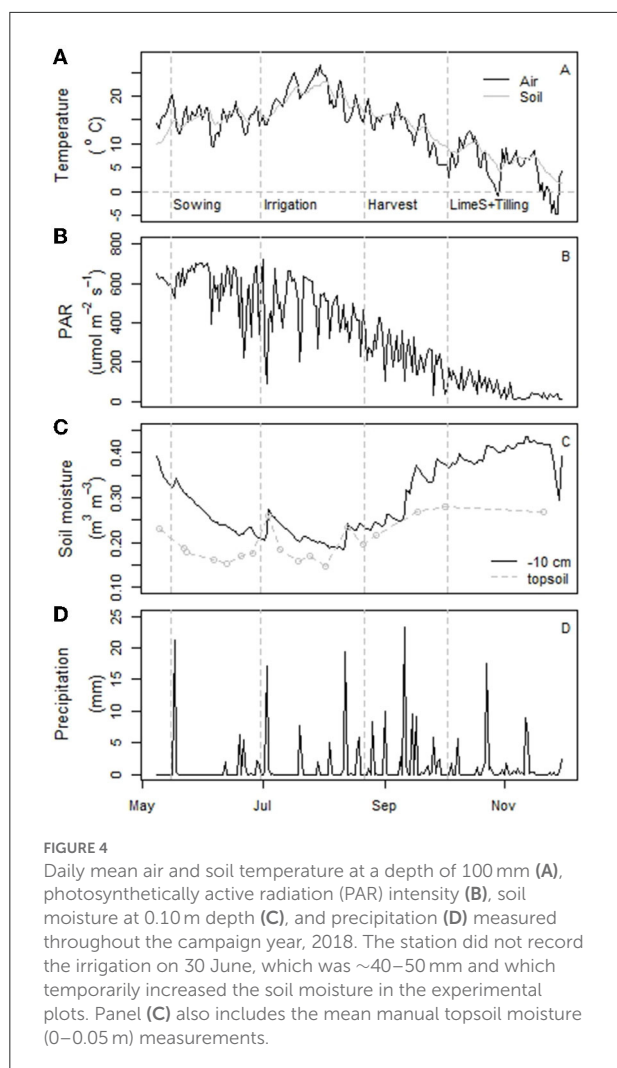 A
A
Temperature
( ° C)
20
15
10
5
0
-5
Air
Soil
Sowing
Irrigation
Harvest
LimeS+Tilling
B
B
PAR
(umol m⁻² s⁻¹)
800
600
400
200
0
C
C
Soil moisture
(m³ m⁻³)
0.40
0.30
0.20
0.10
-10 cm
topsoil
D
D
Precipitation
(mm)
25
20
15
10
5
0
May
Jul
Sep
Nov
FIGURE 4
Daily mean air and soil temperature at a depth of 100 mm (A),
photosynthetically active radiation (PAR) intensity (B), soil
moisture at 0.10 m depth (C), and precipitation (D) measured
throughout the campaign year, 2018. The station did not record
the irrigation on 30 June, which was ~40–50 mm and which
temporarily increased the soil moisture in the experimental
plots. Panel (C) also includes the mean manual topsoil moisture
(0–0.05 m) measurements.